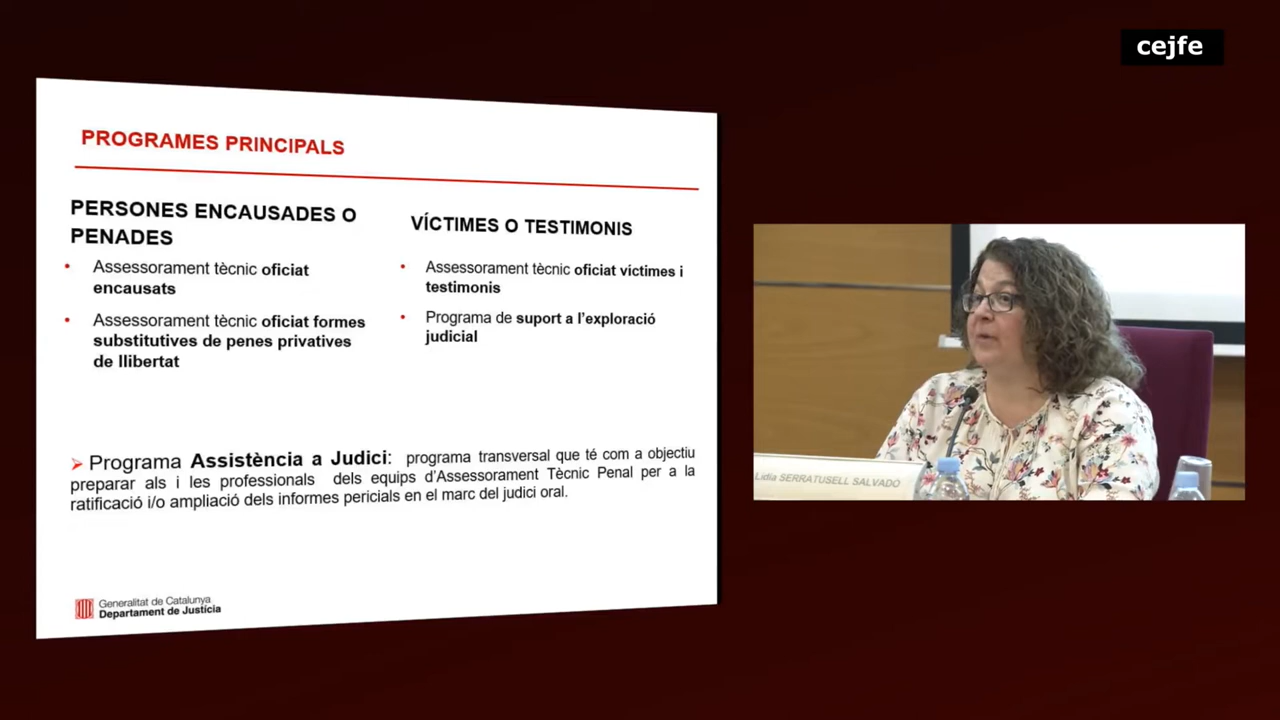 cejfe
PROGRAMES PRINCIPALS
PERSONES ENCAUSADES O
PENADES
• Assessorament tècnic oficiat
encausats
• Assessorament tècnic oficiat formes
substitutives de penes privatives
de llibertat
VÍCTIMES O TESTIMONIS
• Assessorament tècnic oficiat víctimes i
testimonis
• Programa de suport a l'exploració
judicial
➢ Programa Assistència a Judici: programa transversal que té com a objectiu
preparar als i les professionals dels equips d'Assessorament Tècnic Penal per a la
ratificació i/o ampliació dels informes pericials en el marc del judici oral.
Generalitat de Catalunya
Departament de Justícia
Lidia SERRATUSELL SALVADO